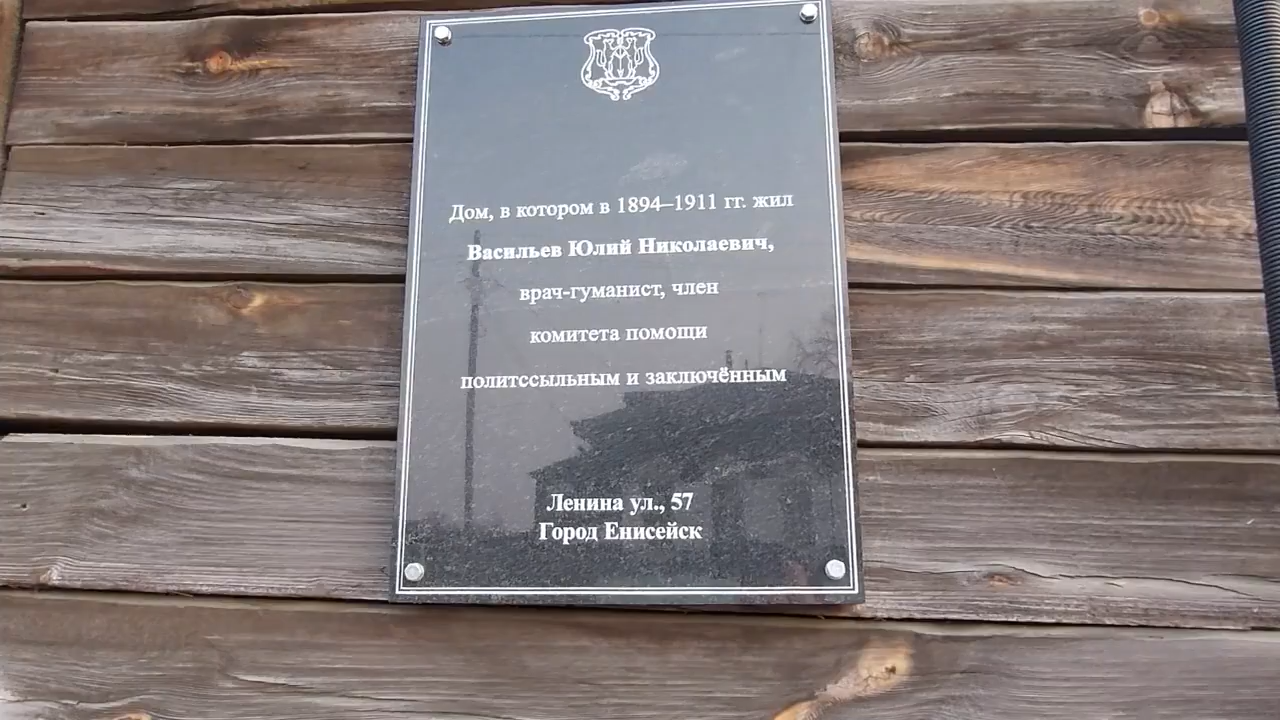 Дом, в котором в 1894–1911 гг. жил
Васильев Юлий Николаевич,
врач-гуманист, член
комитета помощи
политссыльным и заключённым
Ленина ул., 57
Город Енисейск